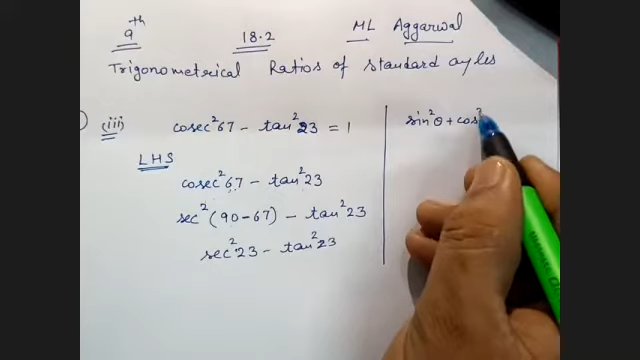 9th 18.2 ML Aggarwal
Trigonometrical Ratios of standard ayles
(iii) cosec²67 - tan²23 = 1
LHS
cosec²67 - tan²23
sec²(90-67) - tan²23
sec²23 - tan²23
sin²θ + cos²